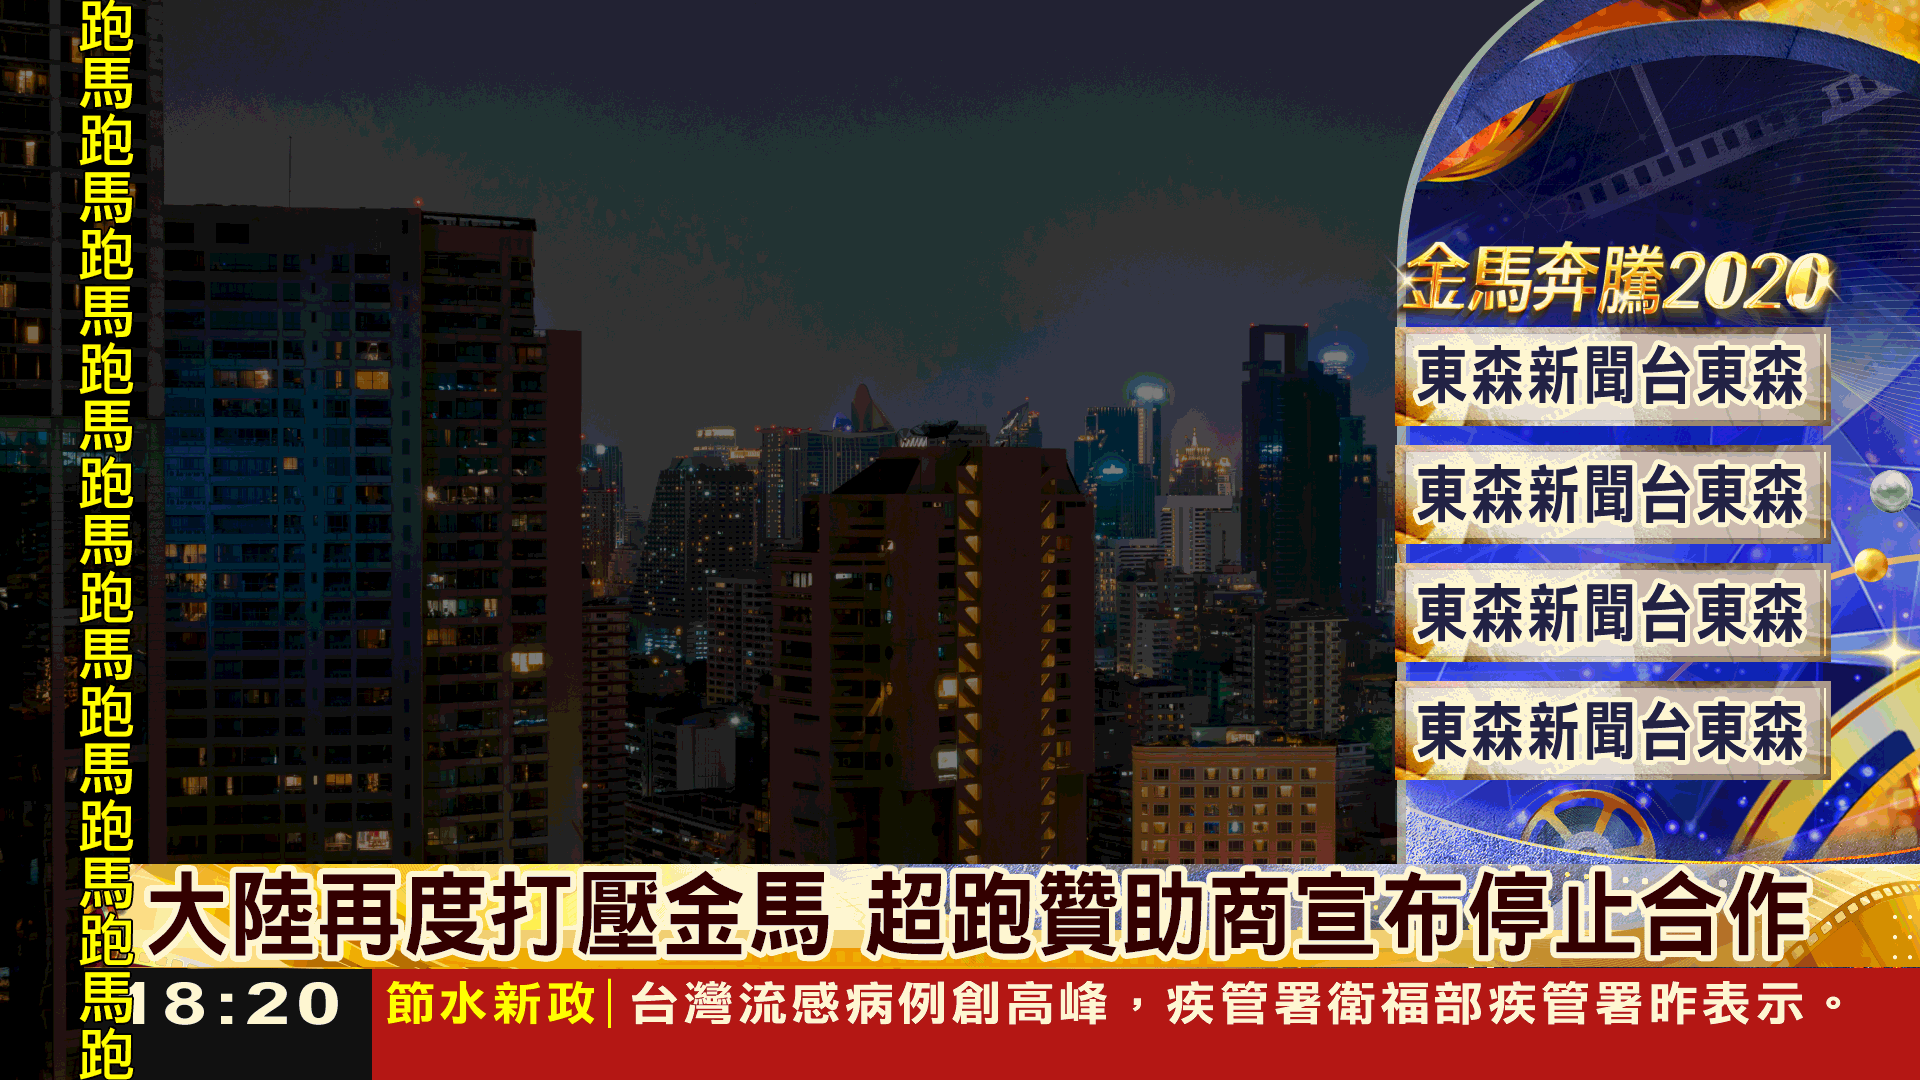 跑馬跑馬跑馬跑馬跑馬跑馬跑馬跑馬跑馬跑
金馬奔騰2020
東森新聞台東森
東森新聞台東森
東森新聞台東森
東森新聞台東森
大陸再度打壓金馬 超跑贊助商宣布停止合作
18:20
節水新政| 台灣流感病例創高峰，疾管署衛福部疾管署昨表示。